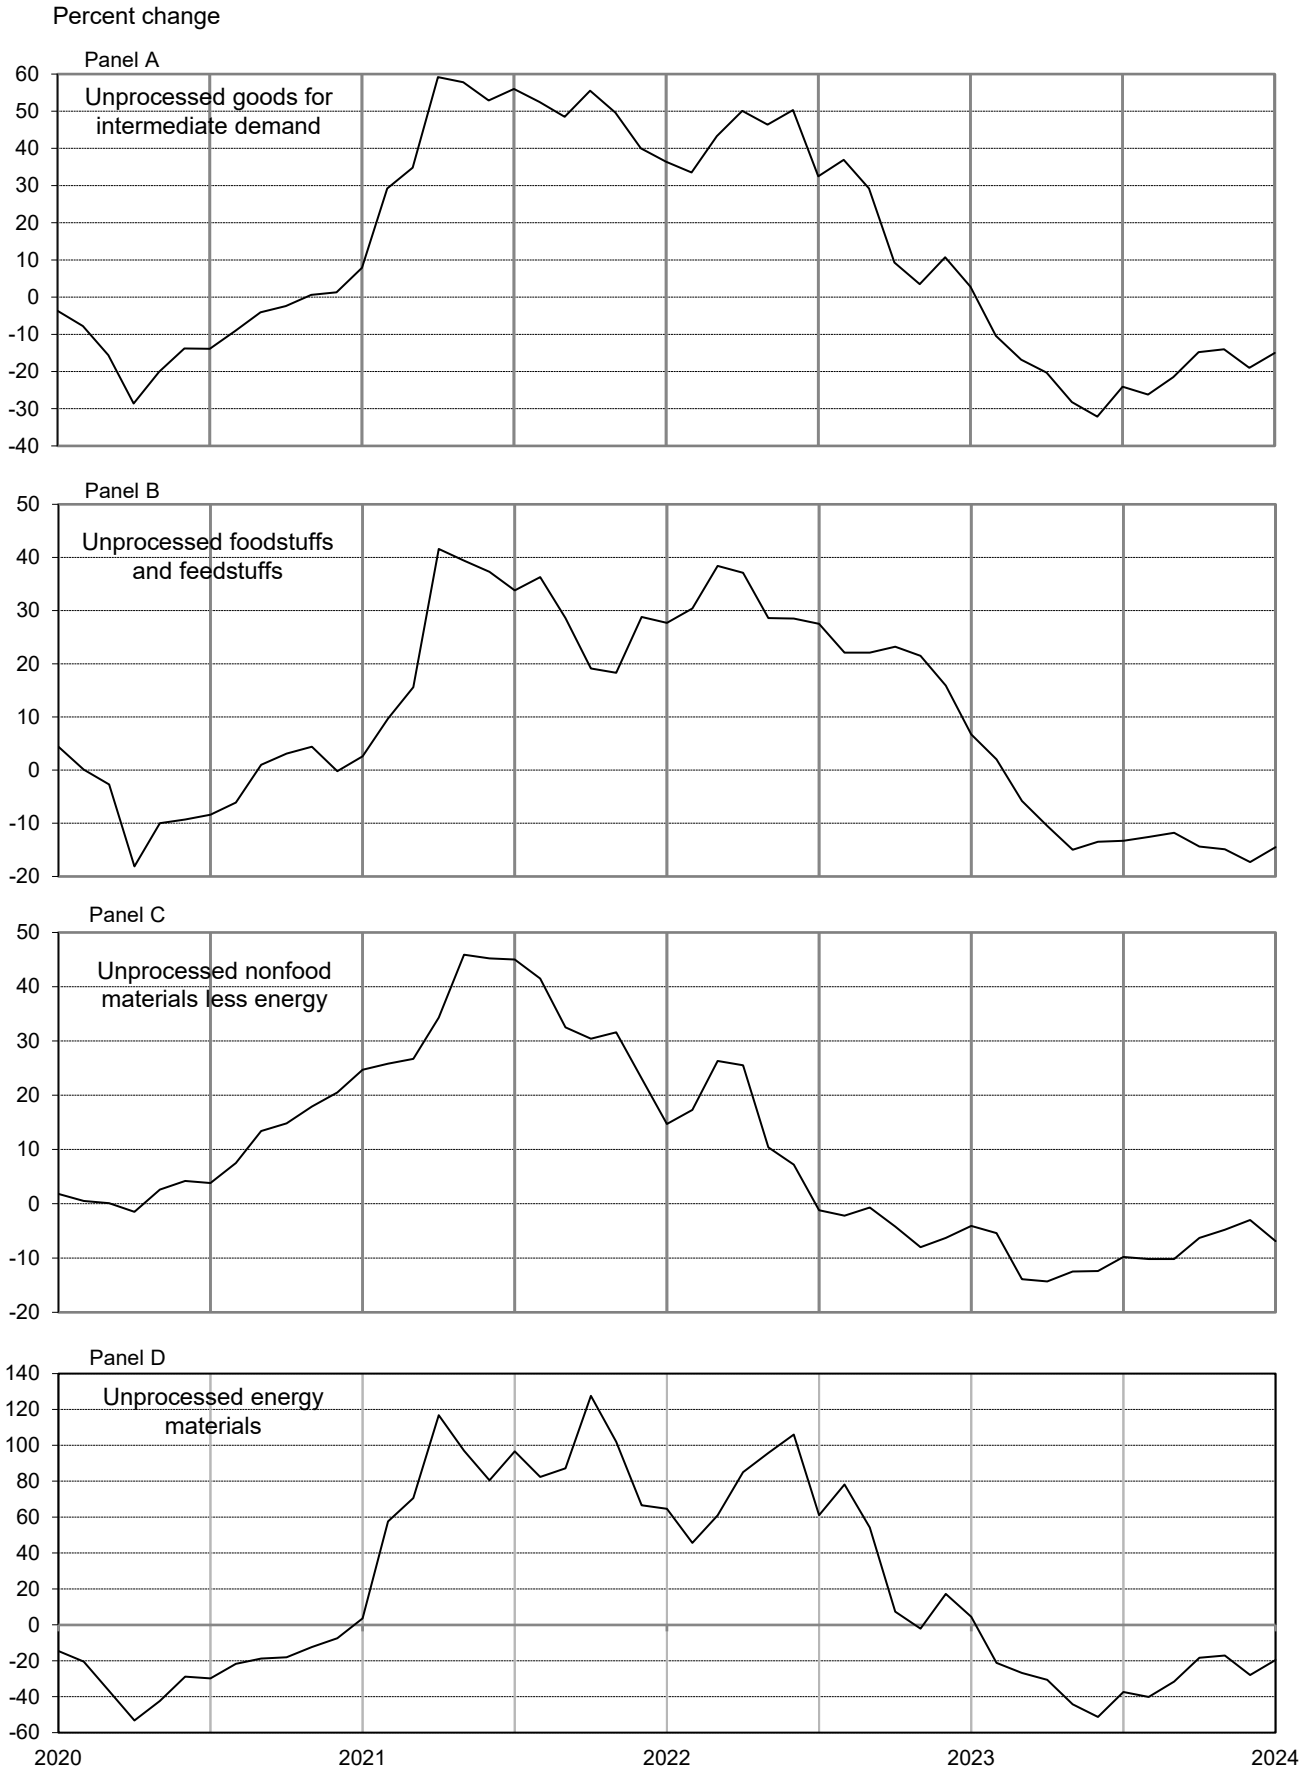 Percent change
Panel A
Unprocessed goods for
intermediate demand
60
50
40
30
20
10
0
-10
-20
-30
-40
Panel B
Unprocessed foodstuffs
and feedstuffs
50
40
30
20
10
0
-10
-20
Panel C
Unprocessed nonfood
materials less energy
50
40
30
20
10
0
-10
-20
Panel D
Unprocessed energy
materials
140
120
100
80
60
40
20
0
-20
-40
-60
2020 2021 2022 2023 2024